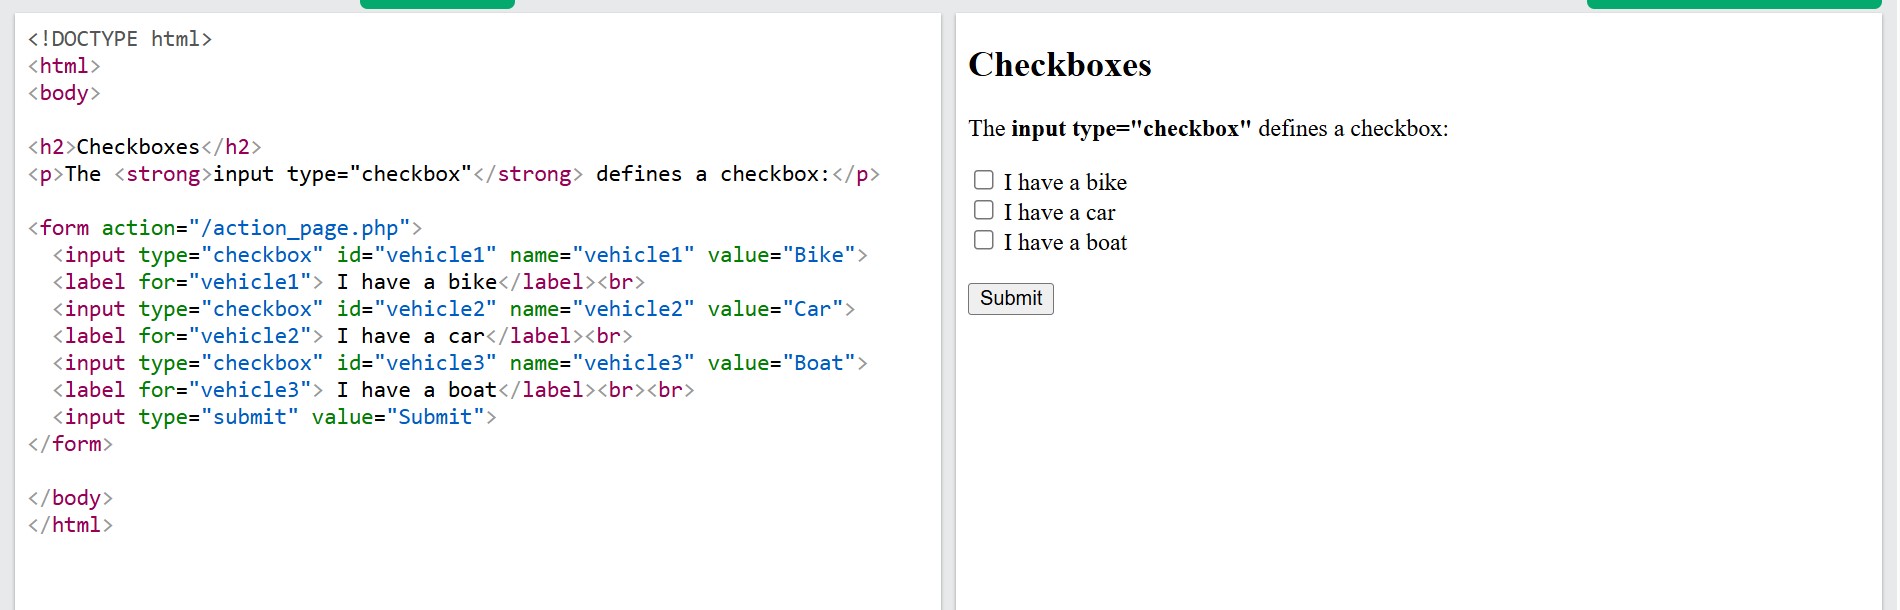 <!DOCTYPE html>
<html>
<body>
<h2>Checkboxes</h2>
<p>The <strong>input type="checkbox"</strong> defines a checkbox:</p>
<form action="/action_page.php">
  <input type="checkbox" id="vehicle1" name="vehicle1" value="Bike">
  <label for="vehicle1"> I have a bike</label><br>
  <input type="checkbox" id="vehicle2" name="vehicle2" value="Car">
  <label for="vehicle2"> I have a car</label><br>
  <input type="checkbox" id="vehicle3" name="vehicle3" value="Boat">
  <label for="vehicle3"> I have a boat</label><br><br>
  <input type="submit" value="Submit">
</form>
</body>
</html>
Checkboxes
The input type="checkbox" defines a checkbox:
I have a bike
I have a car
I have a boat
Submit